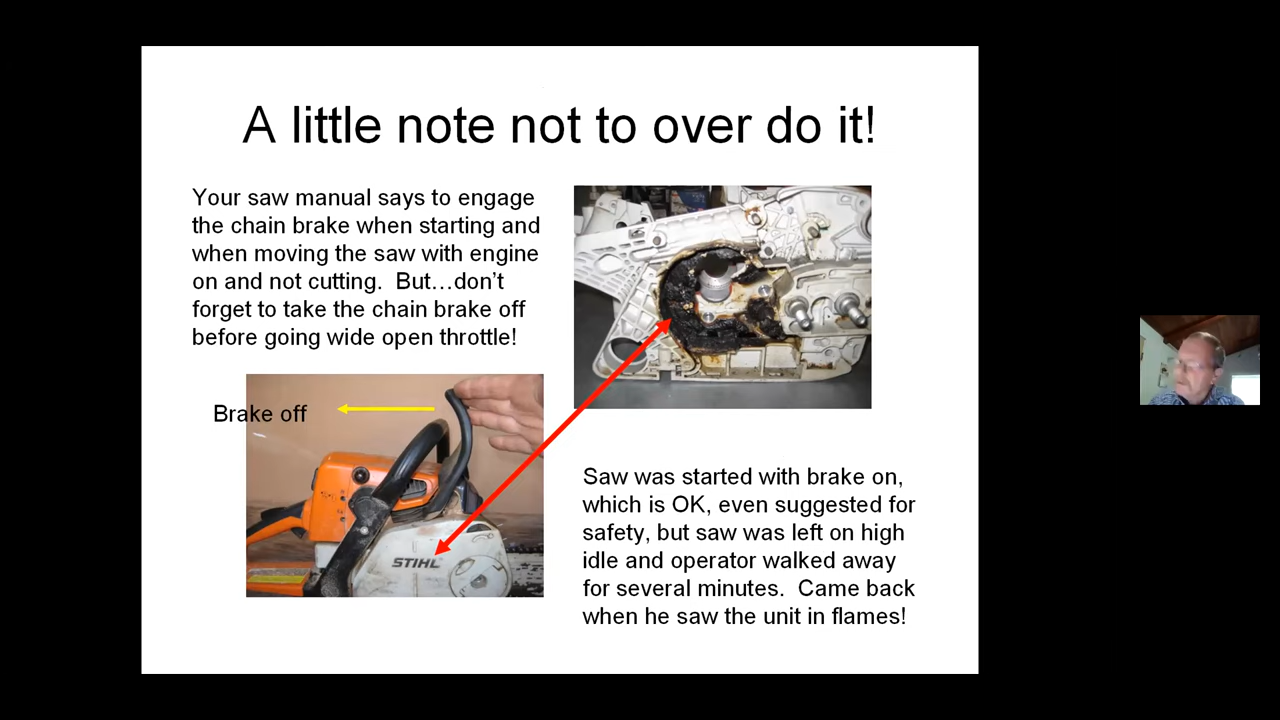 A little note not to over do it!
Your saw manual says to engage
the chain brake when starting and
when moving the saw with engine
on and not cutting.  But…don’t
forget to take the chain brake off
before going wide open throttle!
Brake off
STIHL
Saw was started with brake on,
which is OK, even suggested for
safety, but saw was left on high
idle and operator walked away
for several minutes.  Came back
when he saw the unit in flames!